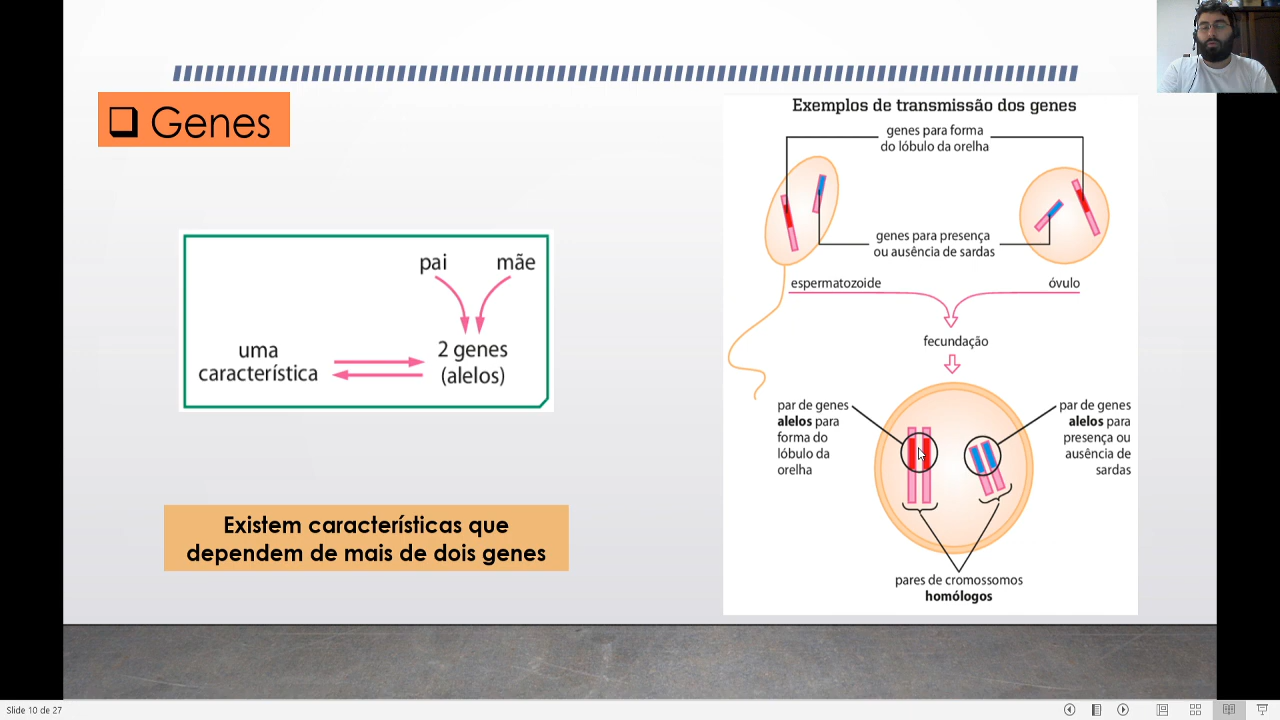 Genes
pai
mãe
uma
característica
2 genes
(alelos)
Existem características que
dependem de mais de dois genes
Exemplos de transmissão dos genes
genes para forma
do lóbulo da orelha
genes para presença
ou ausência de sardas
espermatozoide
óvulo
fecundação
par de genes
alelos para
forma do
lóbulo da
orelha
par de genes
alelos para
presença ou
ausência de
sardas
pares de cromossomos
homólogos
Slide 10 de 27